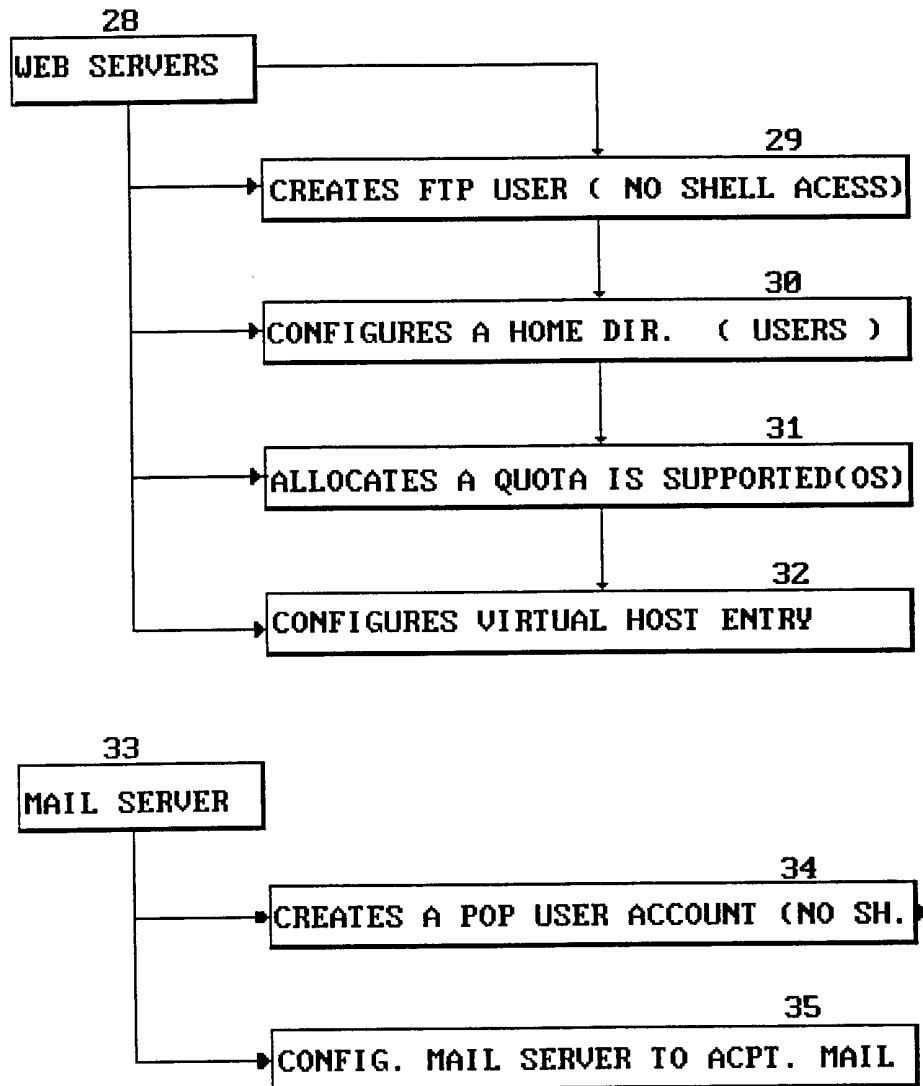 28
WEB SERVERS
29
CREATES FTP USER ( NO SHELL ACESS)
30
CONFIGURES A HOME DIR. ( USERS )
31
ALLOCATES A QUOTA IS SUPPORTED(OS)
32
CONFIGURES VIRTUAL HOST ENTRY
33
MAIL SERVER
34
CREATES A POP USER ACCOUNT (NO SH.
35
CONFIG. MAIL SERVER TO ACPT. MAIL